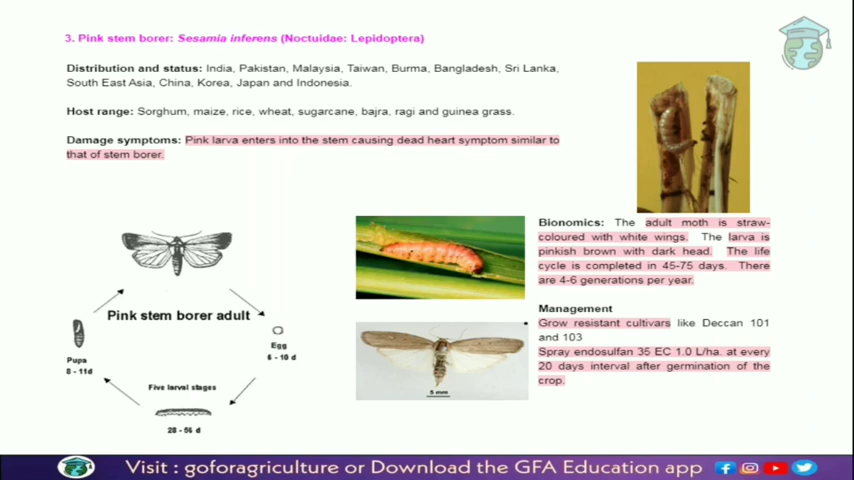 3. Pink stem borer: Sesamia inferens (Noctuidae: Lepidoptera)
Distribution and status: India, Pakistan, Malaysia, Taiwan, Burma, Bangladesh, Sri Lanka,
South East Asia, China, Korea, Japan and Indonesia.
Host range: Sorghum, maize, rice, wheat, sugarcane, bajra, ragi and guinea grass.
Damage symptoms: Pink larva enters into the stem causing dead heart symptom similar to
that of stem borer.
Pink stem borer adult
Egg
6 - 10 d
Pupa
8 - 11d
Five larval stages
28 - 56 d
5 mm
Bionomics: The adult moth is straw-
coloured with white wings. The larva is
pinkish brown with dark head. The life
cycle is completed in 45-75 days. There
are 4-6 generations per year.
Management
Grow resistant cultivars like Deccan 101
and 103
Spray endosulfan 35 EC 1.0 L/ha. at every
20 days interval after germination of the
crop.
Visit : goforagriculture or Download the GFA Education app